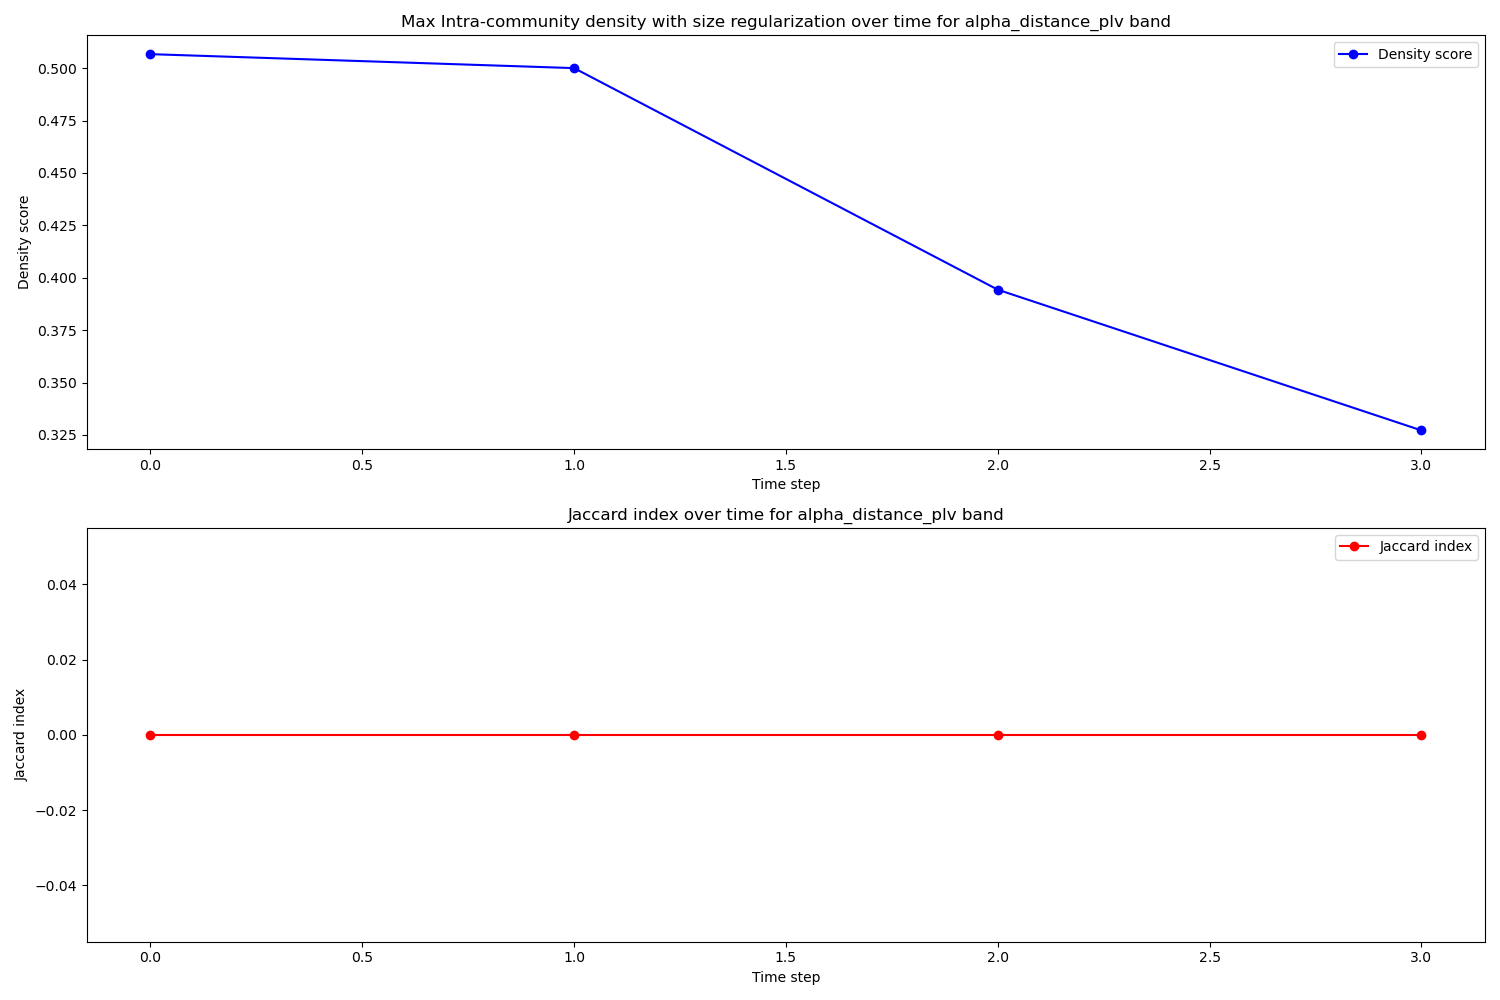 Max Intra-community density with size regularization over time for alpha_distance_plv band
Density score
0.500
0.475
0.450
0.425
0.400
0.375
0.350
0.325
Density score
0.0 0.5 1.0 1.5 2.0 2.5 3.0
Time step
Jaccard index over time for alpha_distance_plv band
Jaccard index
0.04
0.02
0.00
−0.02
−0.04
Jaccard index
0.0 0.5 1.0 1.5 2.0 2.5 3.0
Time step